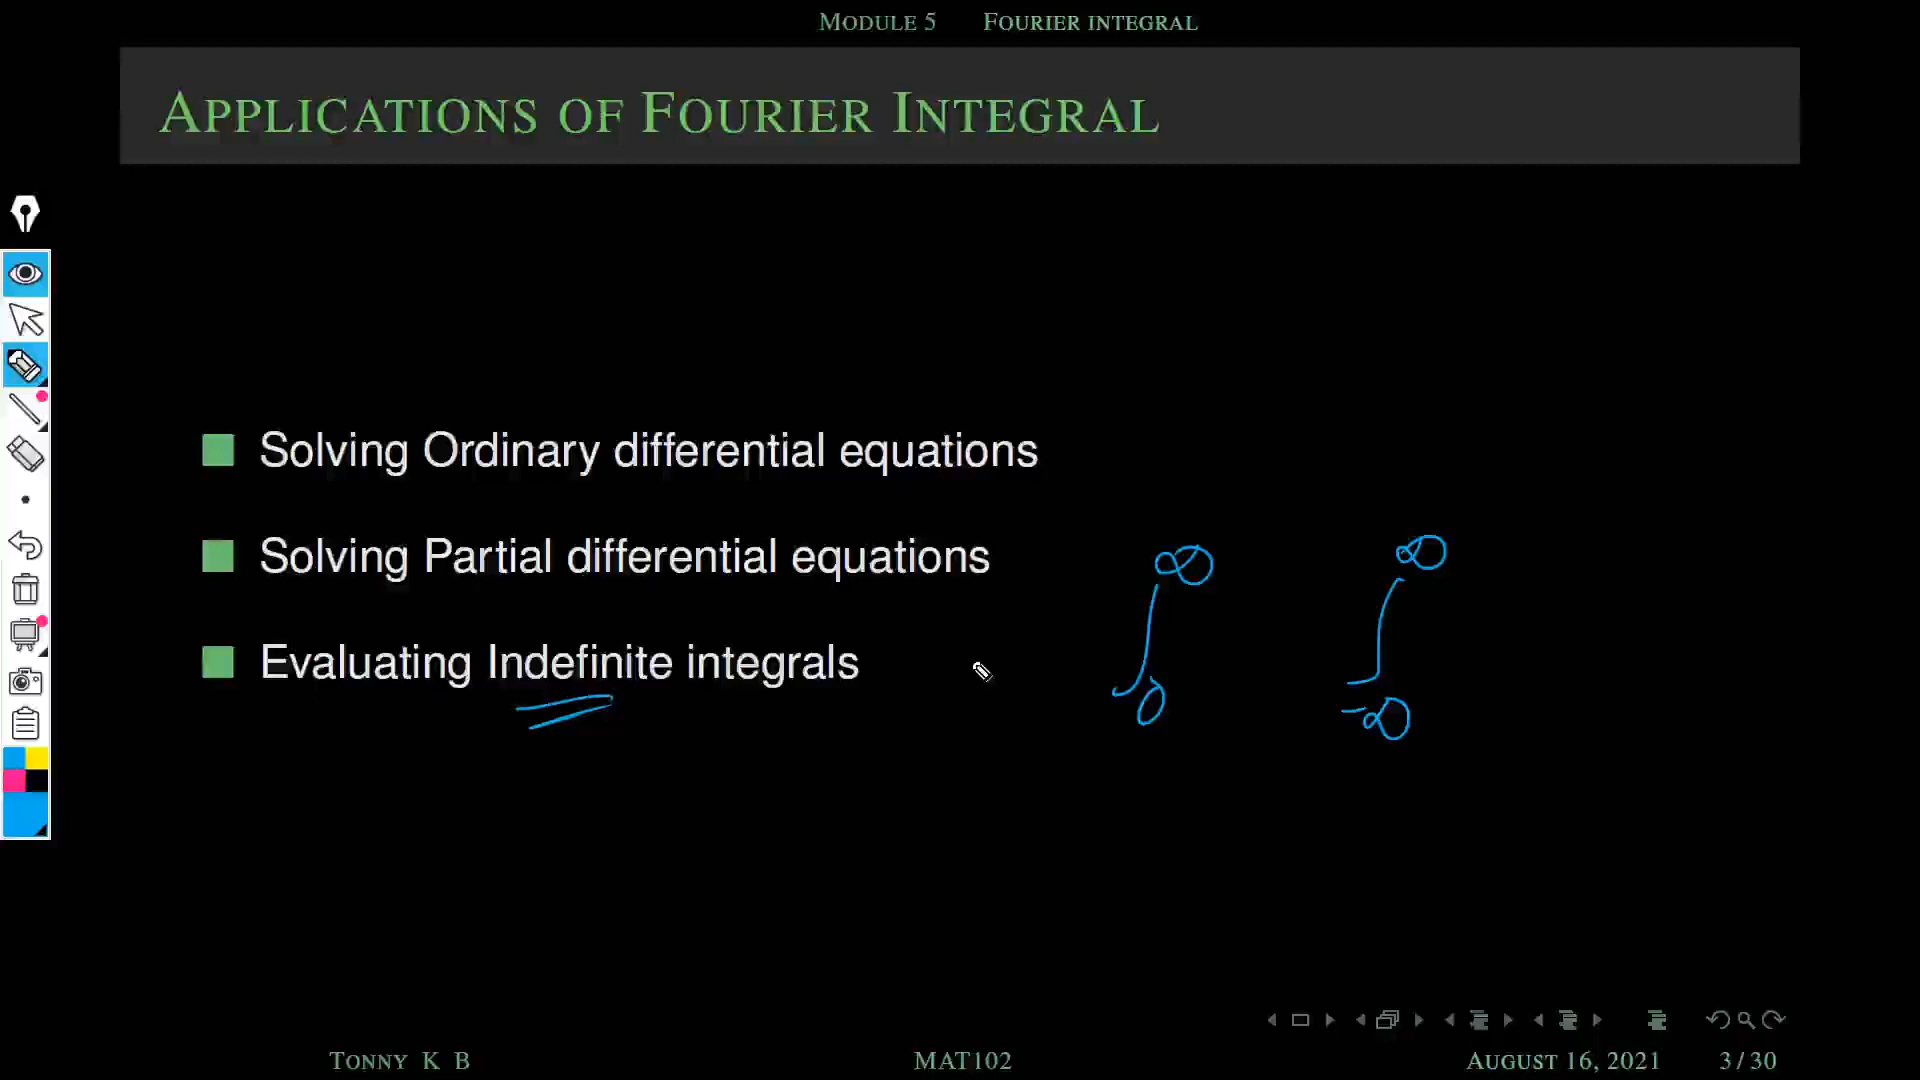 MODULE 5 FOURIER INTEGRAL
APPLICATIONS OF FOURIER INTEGRAL
Solving Ordinary differential equations
Solving Partial differential equations
Evaluating Indefinite integrals
∫₀^∞ ∫₋∞^∞
TONNY K B MAT102 AUGUST 16, 2021 3 / 30